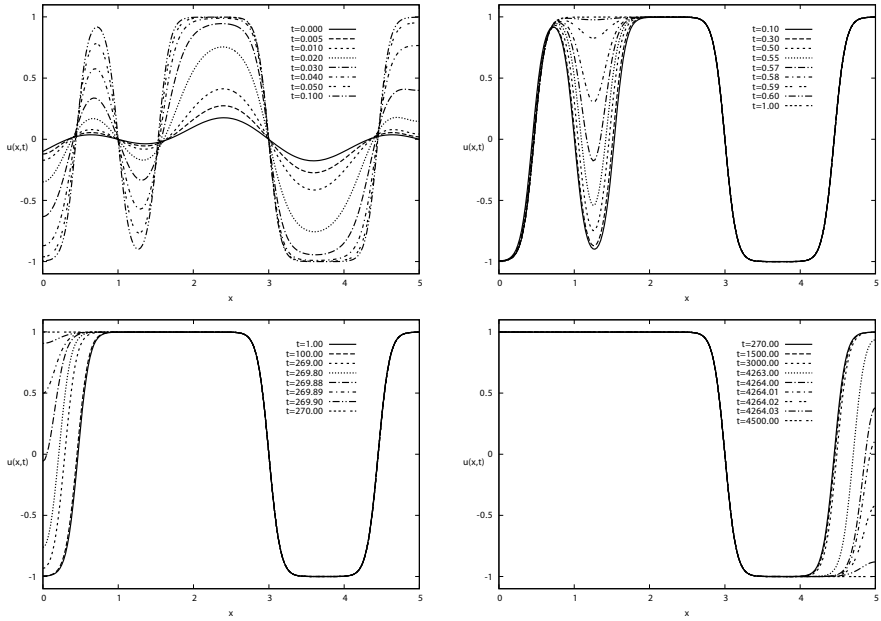 1
0.5
0
-0.5
-1
u(x,t)
0 1 2 3 4 5
x
t=0.000
t=0.005
t=0.010
t=0.020
t=0.030
t=0.040
t=0.050
t=0.100
1
0.5
0
-0.5
-1
u(x,t)
0 1 2 3 4 5
x
t=0.10
t=0.30
t=0.50
t=0.55
t=0.57
t=0.58
t=0.59
t=0.60
t=1.00
1
0.5
0
-0.5
-1
u(x,t)
0 1 2 3 4 5
x
t=1.00
t=100.00
t=269.00
t=269.80
t=269.88
t=269.89
t=269.90
t=270.00
1
0.5
0
-0.5
-1
u(x,t)
0 1 2 3 4 5
x
t=270.00
t=1500.00
t=3000.00
t=4263.00
t=4264.00
t=4264.01
t=4264.02
t=4264.03
t=4500.00